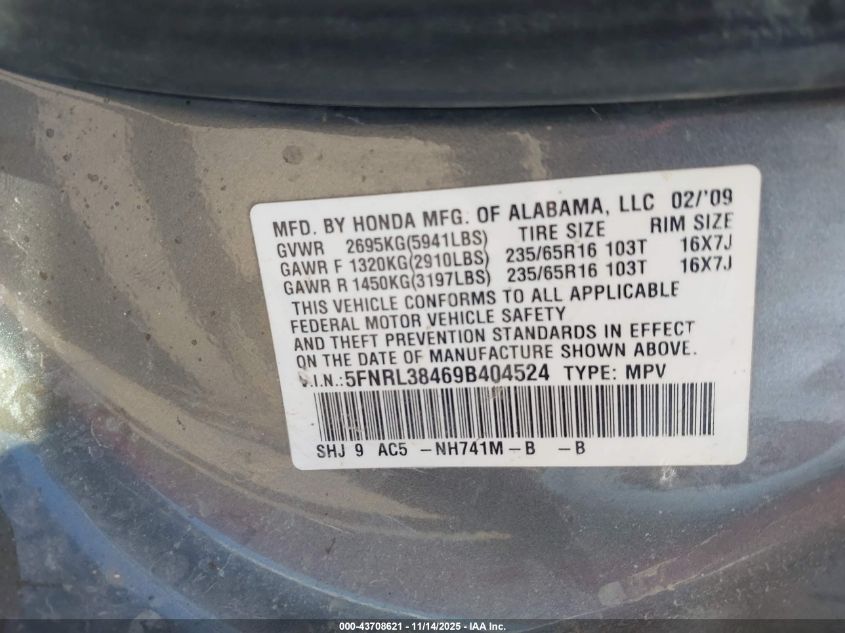 MFD. BY HONDA MFG. OF ALABAMA, LLC 02/'09
GVWR 2695KG(5941LBS) TIRE SIZE RIM SIZE
GAWR F 1320KG(2910LBS) 235/65R16 103T 16X7J
GAWR R 1450KG(3197LBS) 235/65R16 103T 16X7J
THIS VEHICLE CONFORMS TO ALL APPLICABLE
FEDERAL MOTOR VEHICLE SAFETY
AND THEFT PREVENTION STANDARDS IN EFFECT
ON THE DATE OF MANUFACTURE SHOWN ABOVE.
V.I.N.:5FNRL38469B404524 TYPE: MPV
SHJ 9 AC5 -NH741M-B -B
000-43708621 - 11/14/2025 - IAA Inc.